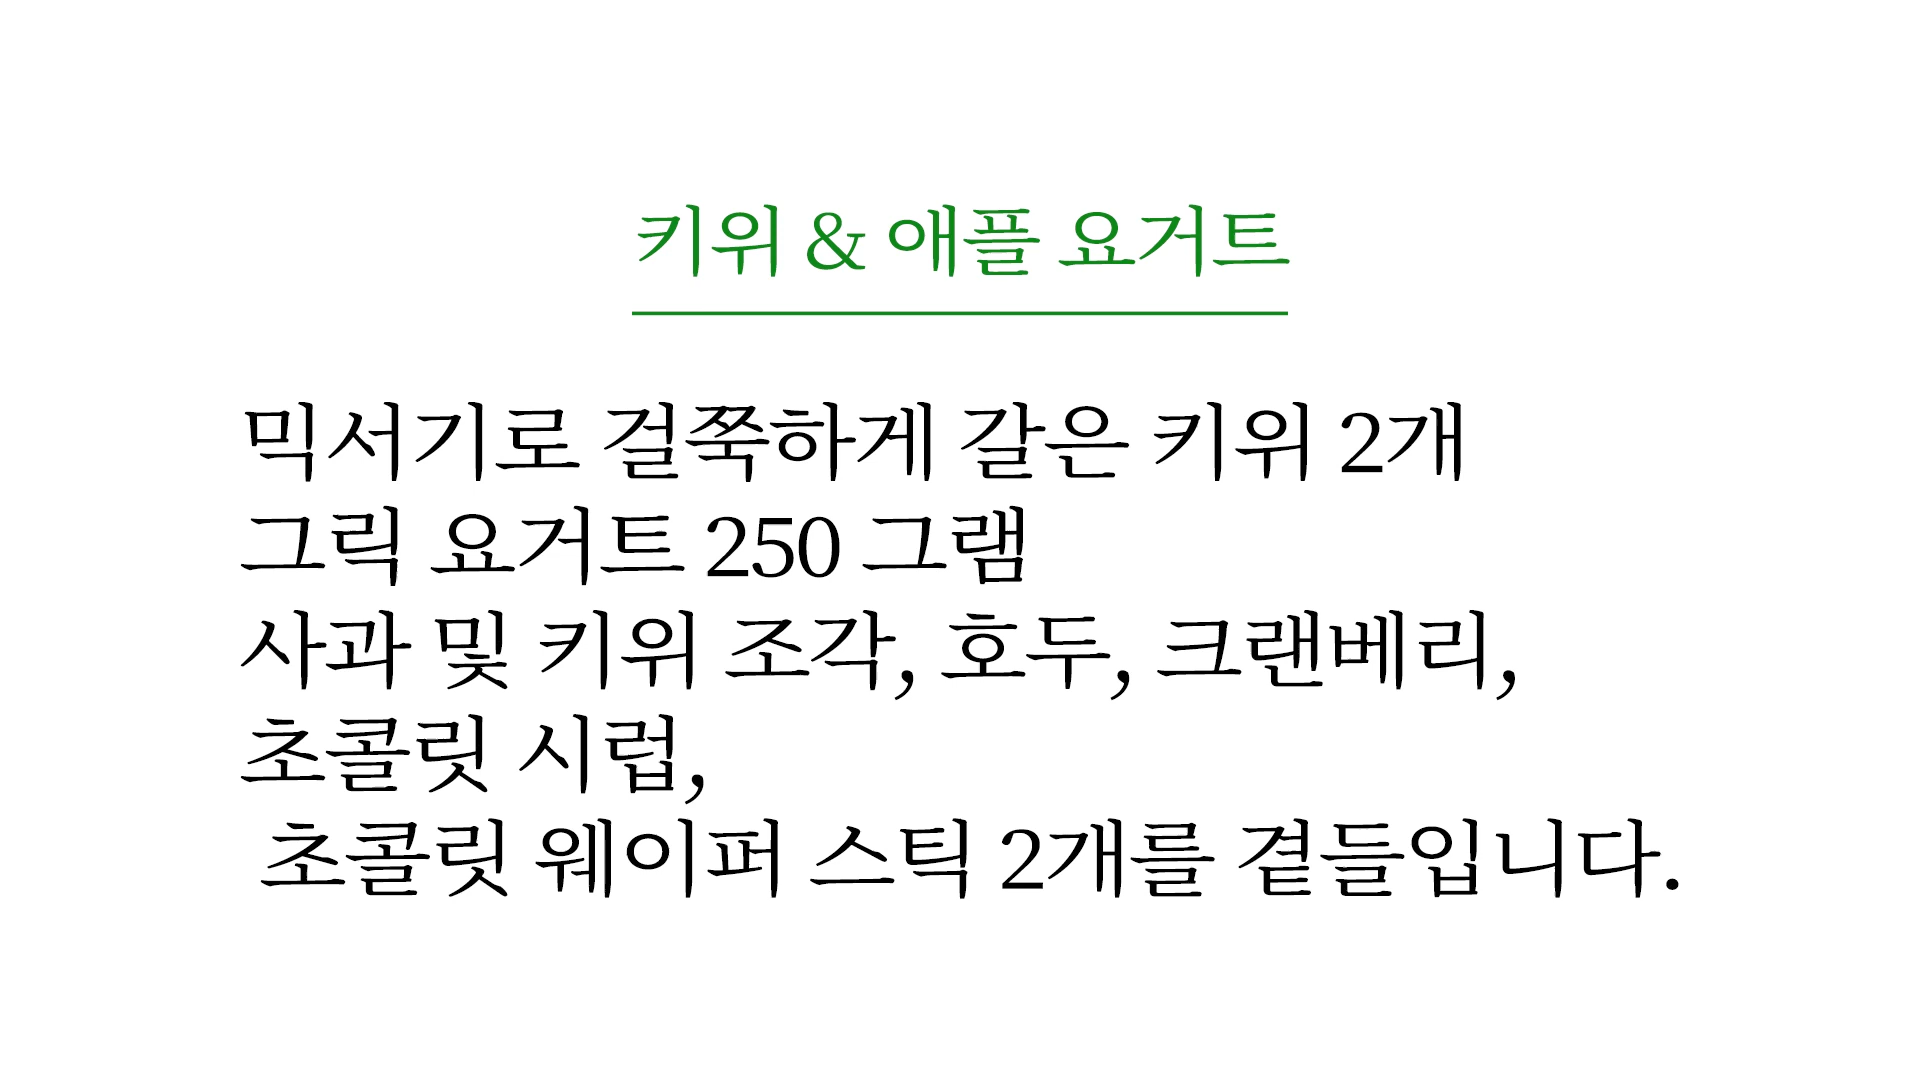 키위 & 애플 요거트
믹서기로 걸쭉하게 갈은 키위 2개
그릭 요거트 250 그램
사과 및 키위 조각, 호두, 크랜베리,
초콜릿 시럽,
초콜릿 웨이퍼 스틱 2개를 곁들입니다.